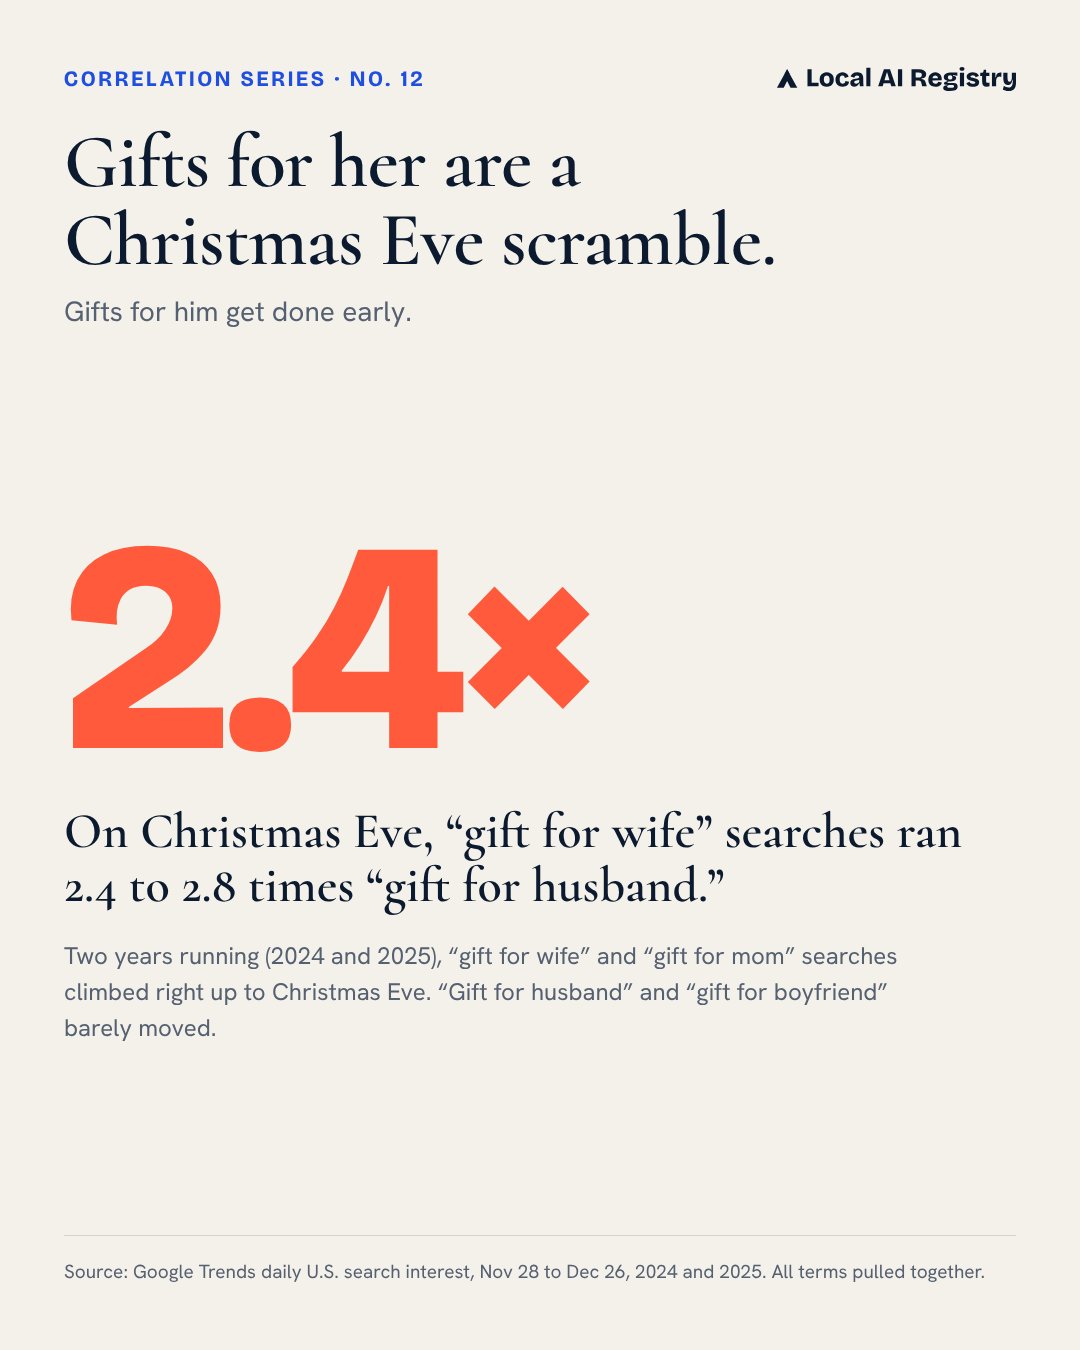 CORRELATION SERIES · NO. 12
Local AI Registry
Gifts for her are a
Christmas Eve scramble.
Gifts for him get done early.
2.4×
On Christmas Eve, “gift for wife” searches ran
2.4 to 2.8 times “gift for husband.”
Two years running (2024 and 2025), “gift for wife” and “gift for mom” searches
climbed right up to Christmas Eve. “Gift for husband” and “gift for boyfriend”
barely moved.
Source: Google Trends daily U.S. search interest, Nov 28 to Dec 26, 2024 and 2025. All terms pulled together.